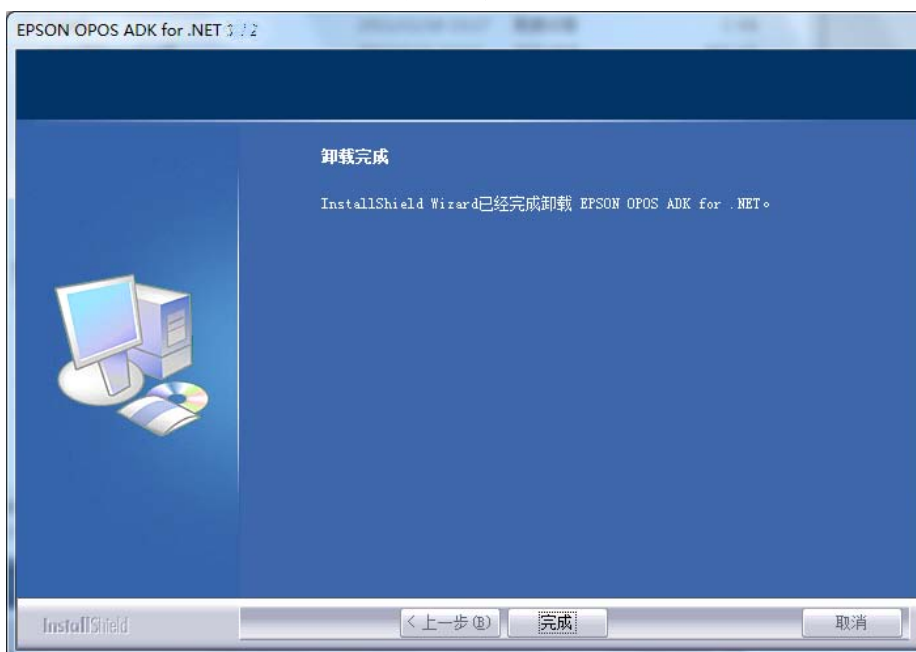 EPSON OPOS ADK for .NET
卸载完成
InstallShield Wizard已经完成卸载 EPSON OPOS ADK for .NET。
InstallShield
< 上一步(B)
完成
取消